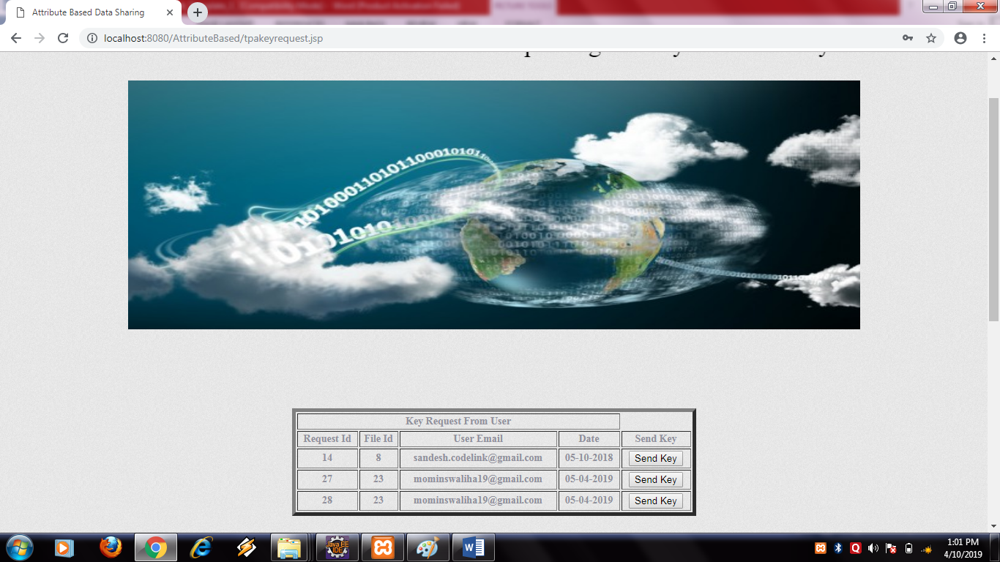 Attribute Based Data Sharing
localhost:8080/AttributeBased/tpakeyrequest.jsp
Key Request From User
Request Id File Id User Email Date Send Key
14 8 sandesh.codelink@gmail.com 05-10-2018 Send Key
27 23 mominswaliha19@gmail.com 05-04-2019 Send Key
28 23 mominswaliha19@gmail.com 05-04-2019 Send Key
Java EE
IDE
1:01 PM
4/10/2019